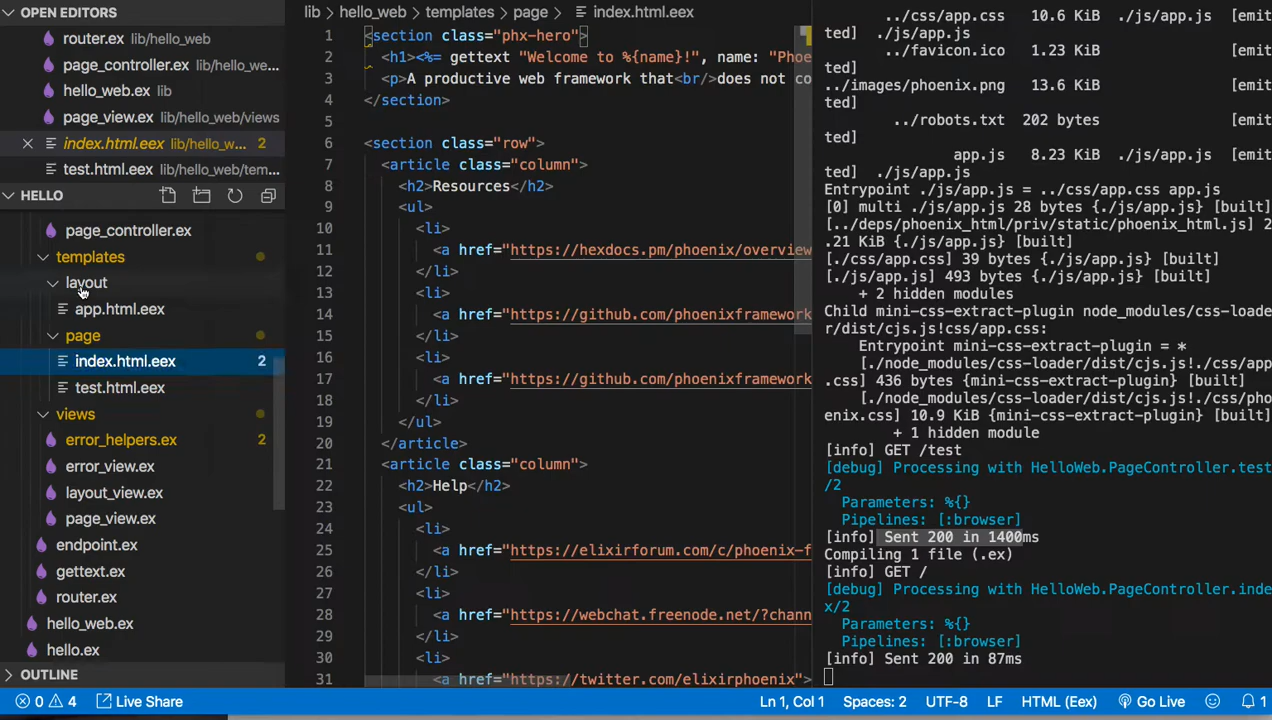 OPEN EDITORS
router.ex lib/hello_web
page_controller.ex lib/hello_we...
hello_web.ex lib
page_view.ex lib/hello_web/views
index.html.eex lib/hello_w... 2
test.html.eex lib/hello_web/tem...
HELLO
page_controller.ex
templates
layout
app.html.eex
page
index.html.eex 2
test.html.eex
views
error_helpers.ex 2
error_view.ex
layout_view.ex
page_view.ex
endpoint.ex
gettext.ex
router.ex
hello_web.ex
hello.ex
OUTLINE
lib > hello_web > templates > page > index.html.eex
1 <section class="phx-hero">
2 <h1><%= gettext "Welcome to %{name}!", name: "Phoe
3 <p>A productive web framework that<br/>does not co
4 </section>
5
6 <section class="row">
7 <article class="column">
8 <h2>Resources</h2>
9 <ul>
10 <li>
11 <a href="https://hexdocs.pm/phoenix/overview
12 </li>
13 <li>
14 <a href="https://github.com/phoenixframework
15 </li>
16 <li>
17 <a href="https://github.com/phoenixframework
18 </li>
19 </ul>
20 </article>
21 <article class="column">
22 <h2>Help</h2>
23 <ul>
24 <li>
25 <a href="https://elixirforum.com/c/phoenix-f
26 </li>
27 <li>
28 <a href="https://webchat.freenode.net/?chann
29 </li>
30 <li>
31 <a href="https://twitter.com/elixirphoenix">
../css/app.css 10.6 KiB ./js/app.js [emit
ted] ./js/app.js
../favicon.ico 1.23 KiB [emit
ted]
../images/phoenix.png 13.6 KiB [emit
ted]
../robots.txt 202 bytes [emit
ted]
app.js 8.23 KiB ./js/app.js [emit
ted] ./js/app.js
Entrypoint ./js/app.js = ../css/app.css app.js
[0] multi ./js/app.js 28 bytes {./js/app.js} [built]
[../deps/phoenix_html/priv/static/phoenix_html.js] 2
.21 KiB {./js/app.js} [built]
[./css/app.css] 39 bytes {./js/app.js} [built]
[./js/app.js] 493 bytes {./js/app.js} [built]
+ 2 hidden modules
Child mini-css-extract-plugin node_modules/css-loade
r/dist/cjs.js!css/app.css:
Entrypoint mini-css-extract-plugin = *
[./node_modules/css-loader/dist/cjs.js!./css/app
.css] 436 bytes {mini-css-extract-plugin} [built]
[./node_modules/css-loader/dist/cjs.js!./css/pho
enix.css] 10.9 KiB {mini-css-extract-plugin} [built]
+ 1 hidden module
[info] GET /test
[debug] Processing with HelloWeb.PageController.test
/2
Parameters: %{}
Pipelines: [:browser]
[info] Sent 200 in 1400ms
Compiling 1 file (.ex)
[info] GET /
[debug] Processing with HelloWeb.PageController.inde
x/2
Parameters: %{}
Pipelines: [:browser]
[info] Sent 200 in 87ms
0 4 Live Share Ln 1, Col 1 Spaces: 2 UTF-8 LF HTML (Eex) Go Live 1